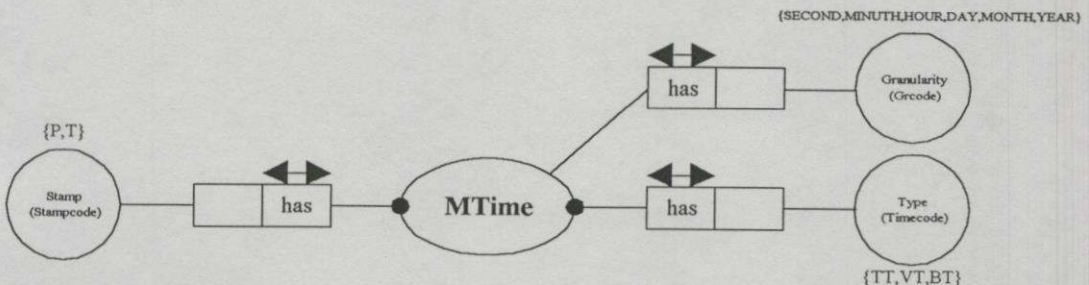 {SECOND,MINUTH,HOUR,DAY,MONTH,YEAR}
has
Granularity
(Grcode)
{P,T}
Stamp
(Stampcode)
has
MTime
has
Type
(Timecode)
{TT,VT,BT}